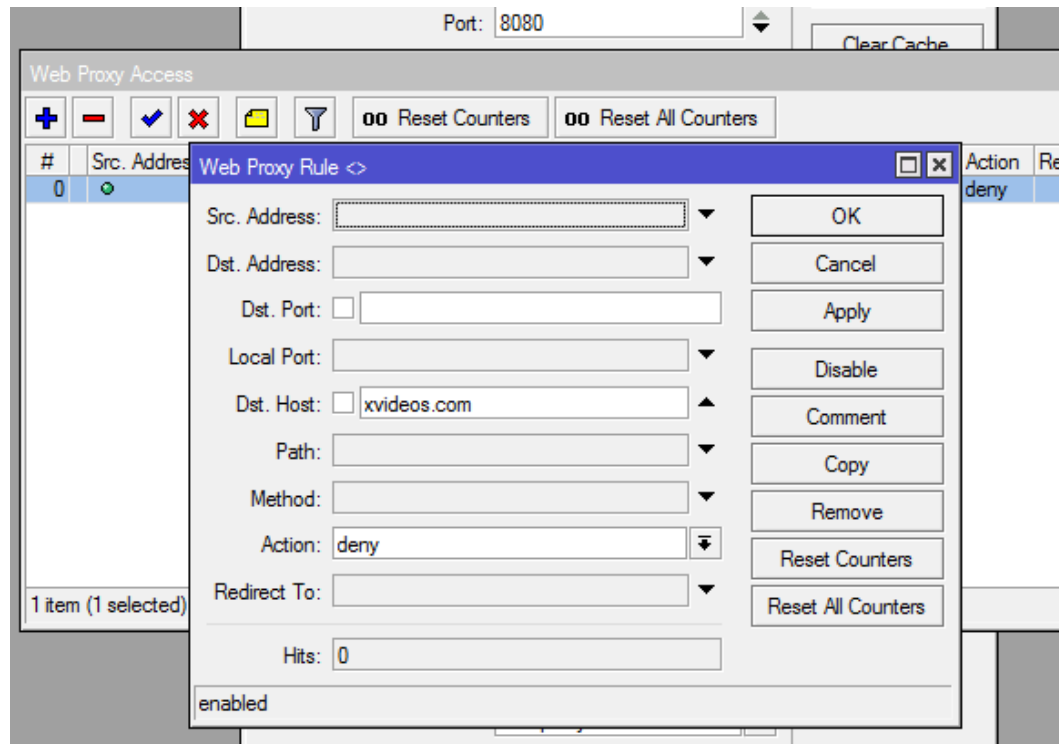 Port: 8080
Clear Cache
Web Proxy Access
00 Reset Counters 00 Reset All Counters
# Src. Addres Action Re
0 deny
Web Proxy Rule <>
Src. Address: OK
Dst. Address: Cancel
Dst. Port: Apply
Local Port: Disable
Dst. Host: xvideos.com Comment
Path: Copy
Method: Remove
Action: deny Reset Counters
Redirect To: Reset All Counters
1 item (1 selected)
Hits: 0
enabled